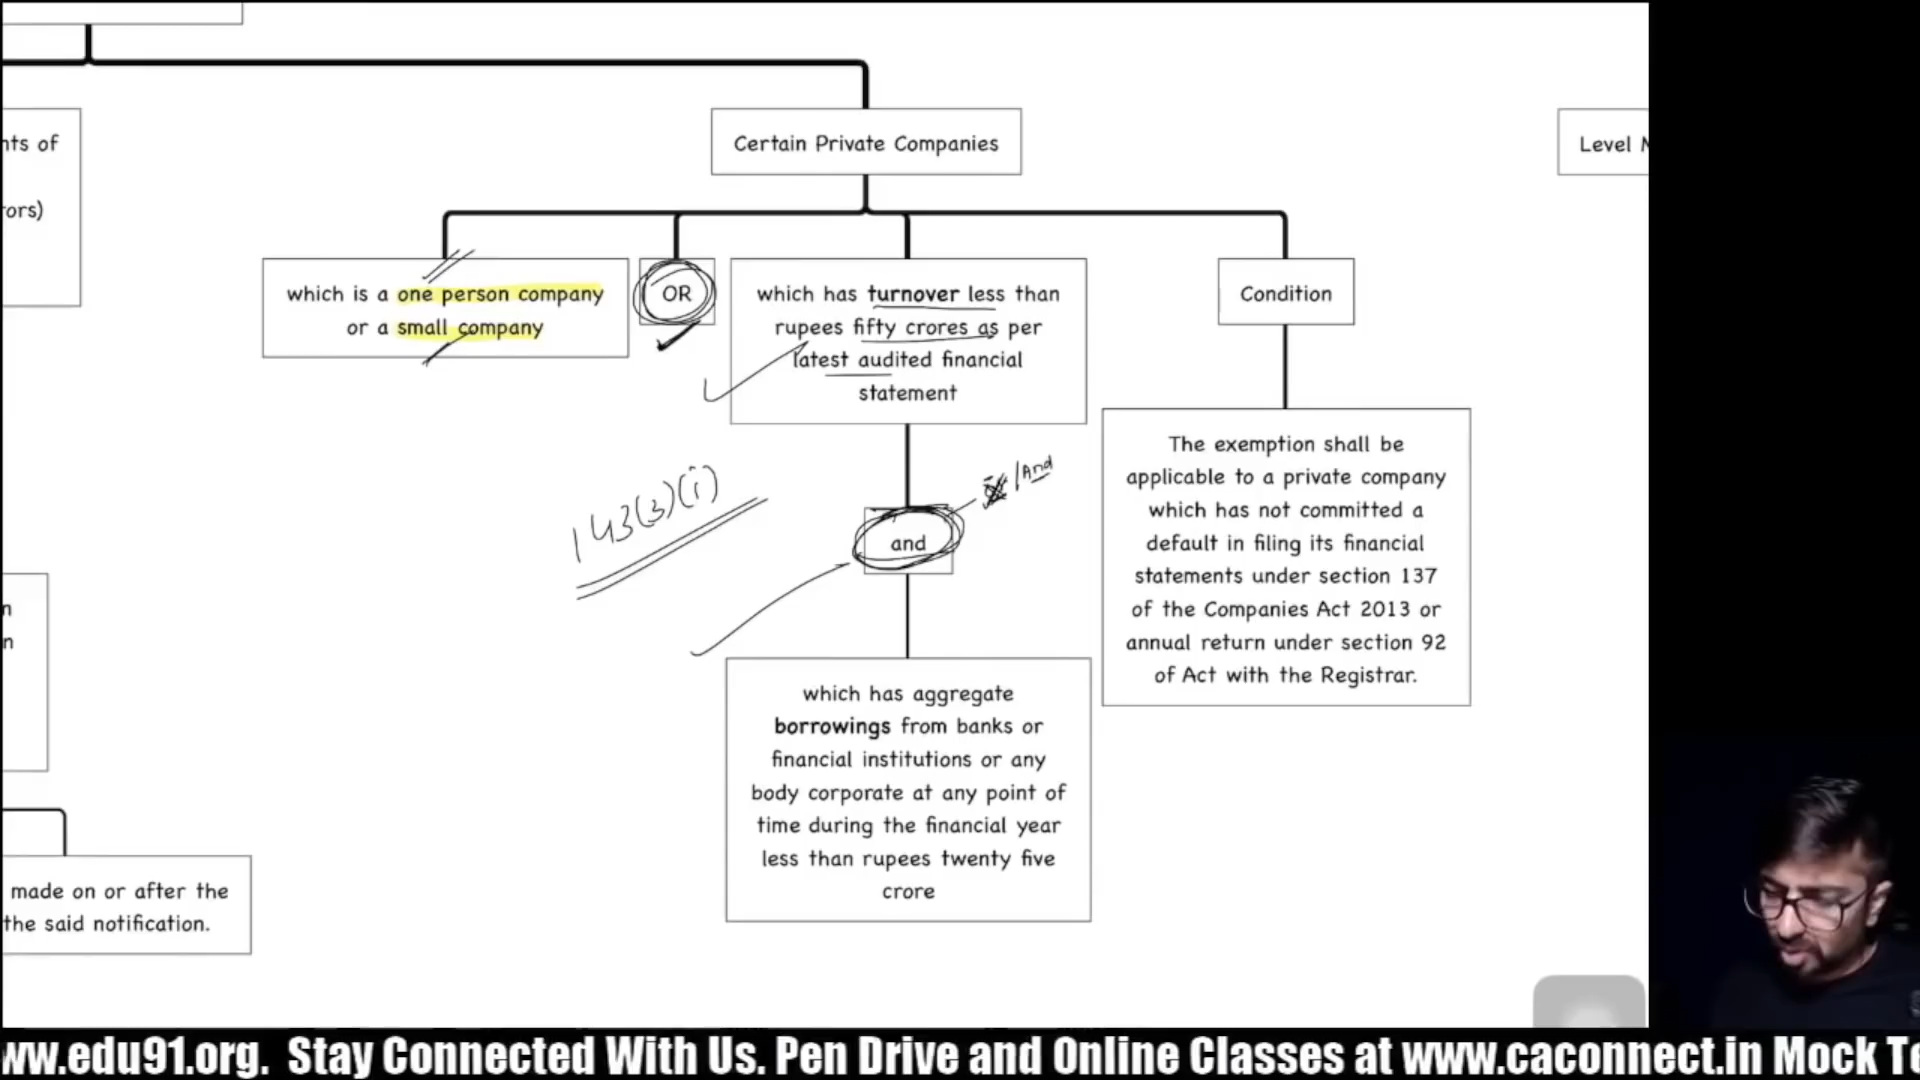 nts of
rors)
Certain Private Companies
Level
which is a one person company
or a small company
OR
which has turnover less than
rupees fifty crores as per
latest audited financial
statement
Condition
143(3)(i)
/And
and
The exemption shall be
applicable to a private company
which has not committed a
default in filing its financial
statements under section 137
of the Companies Act 2013 or
annual return under section 92
of Act with the Registrar.
n
n
which has aggregate
borrowings from banks or
financial institutions or any
body corporate at any point of
time during the financial year
less than rupees twenty five
crore
made on or after the
the said notification.
ww.edu91.org. Stay Connected With Us. Pen Drive and Online Classes at www.caconnect.in Mock Te